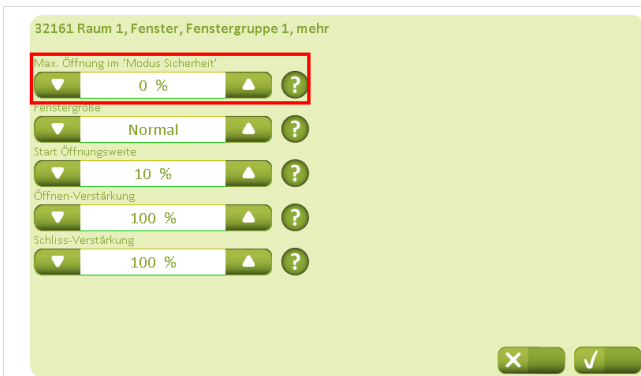 32161 Raum 1, Fenster, Fenstergruppe 1, mehr
Max. Öffnung im 'Modus Sicherheit'
0 %
?
Fenstergröße
Normal
?
Start Öffnungsweite
10 %
?
Öffnen-Verstärkung
100 %
?
Schliss-Verstärkung
100 %
?